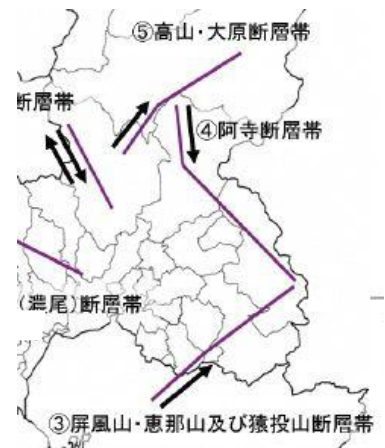 ⑤高山・大原断層帯
断層帯
④阿寺断層帯
(濃尾)断層帯
③屏風山・恵那山及び猿投山断層帯